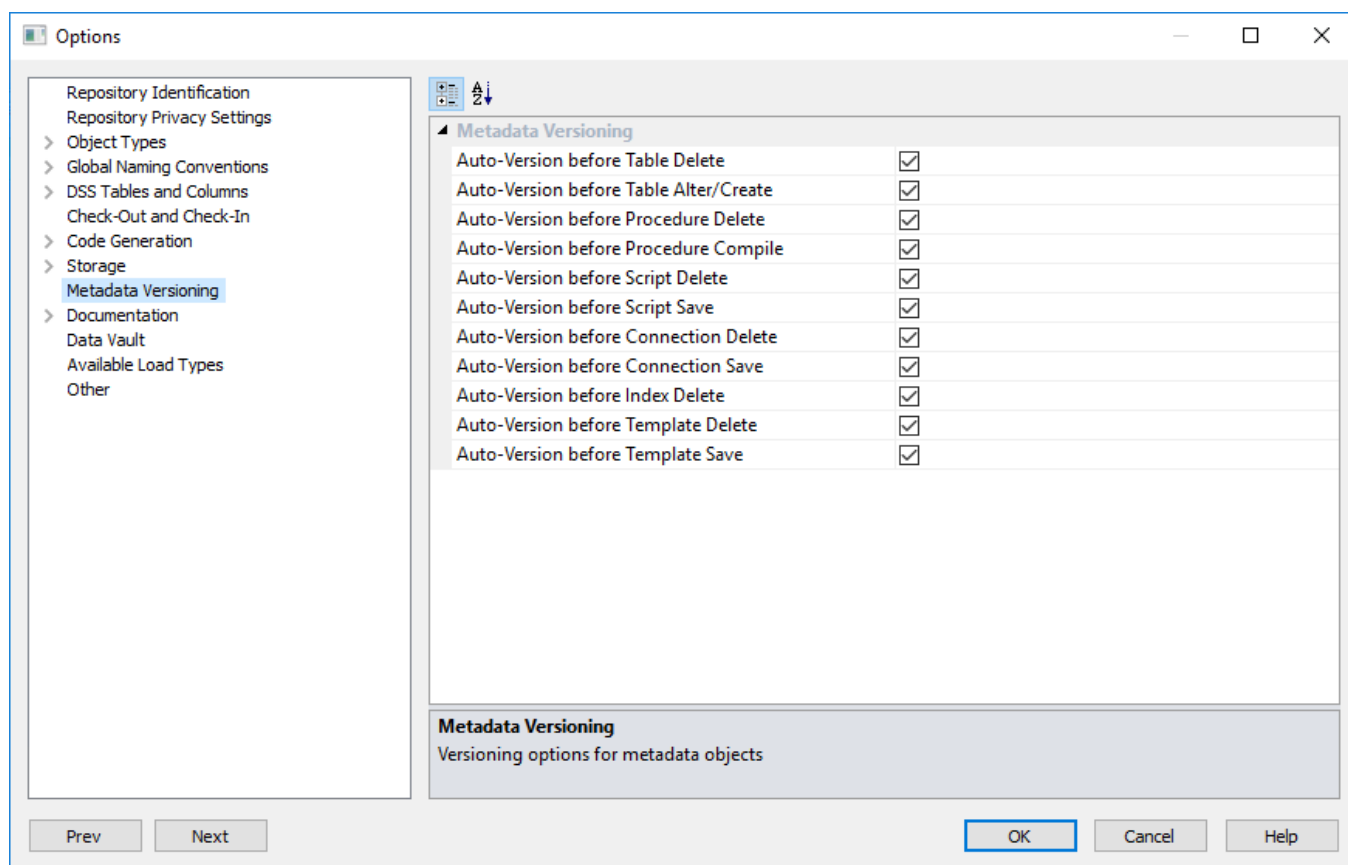 Options
Repository Identification
Repository Privacy Settings
Object Types
Global Naming Conventions
DSS Tables and Columns
Check-Out and Check-In
Code Generation
Storage
Metadata Versioning
Documentation
Data Vault
Available Load Types
Other
A
Z
Metadata Versioning
Auto-Version before Table Delete
Auto-Version before Table Alter/Create
Auto-Version before Procedure Delete
Auto-Version before Procedure Compile
Auto-Version before Script Delete
Auto-Version before Script Save
Auto-Version before Connection Delete
Auto-Version before Connection Save
Auto-Version before Index Delete
Auto-Version before Template Delete
Auto-Version before Template Save
Metadata Versioning
Versioning options for metadata objects
Prev Next OK Cancel Help